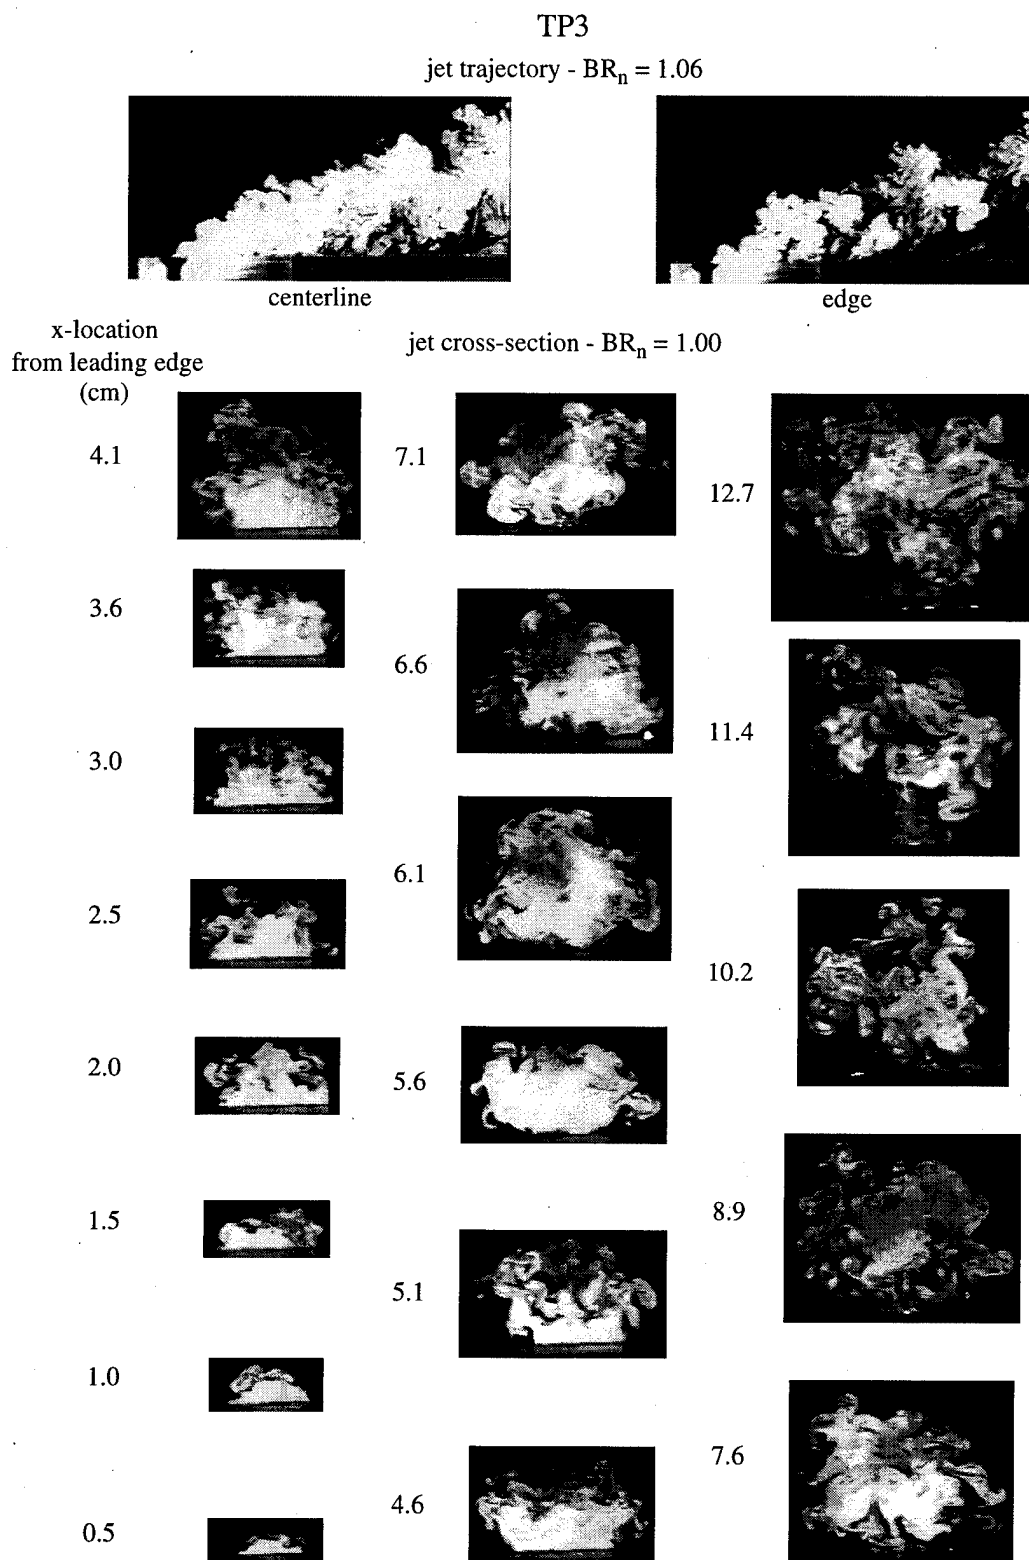 TP3
jet trajectory - BRn = 1.06
centerline
edge
x-location
from leading edge
(cm)
jet cross-section - BRn = 1.00
4.1
3.6
3.0
2.5
2.0
1.5
1.0
0.5
7.1
6.6
6.1
5.6
5.1
4.6
12.7
11.4
10.2
8.9
7.6